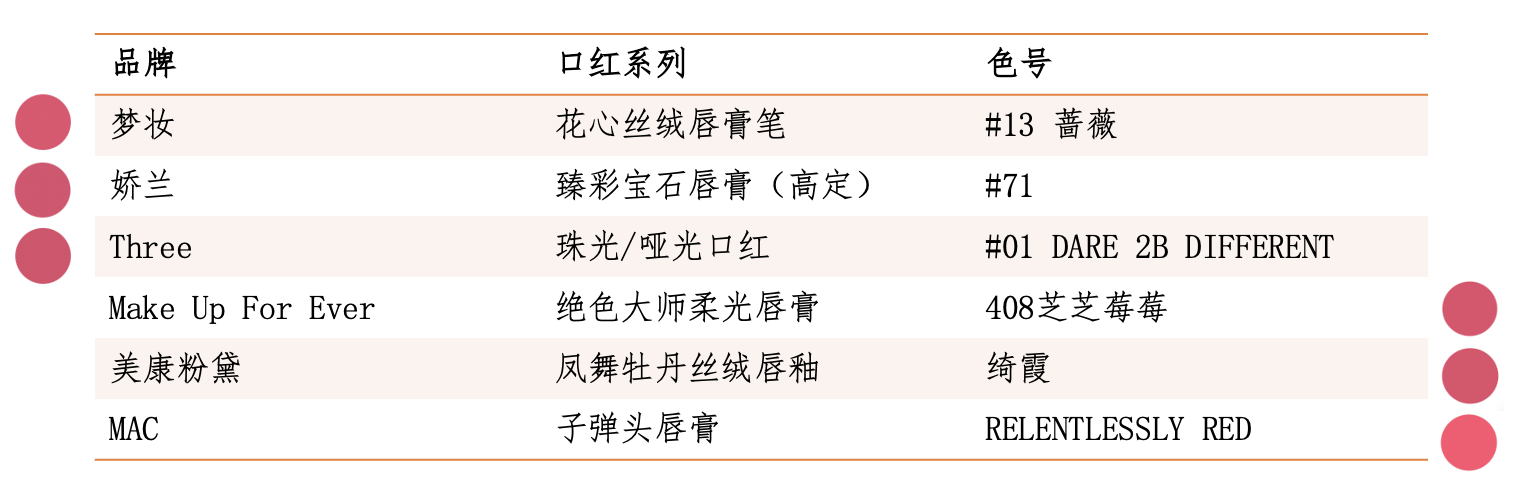 品牌 口红系列 色号
梦妆 花心丝绒唇膏笔 #13 蔷薇
娇兰 臻彩宝石唇膏（高定） #71
Three 珠光/哑光口红 #01 DARE 2B DIFFERENT
Make Up For Ever 绝色大师柔光唇膏 408芝芝莓莓
美康粉黛 凤舞牡丹丝绒唇釉 绮霞
MAC 子弹头唇膏 RELENTLESSLY RED